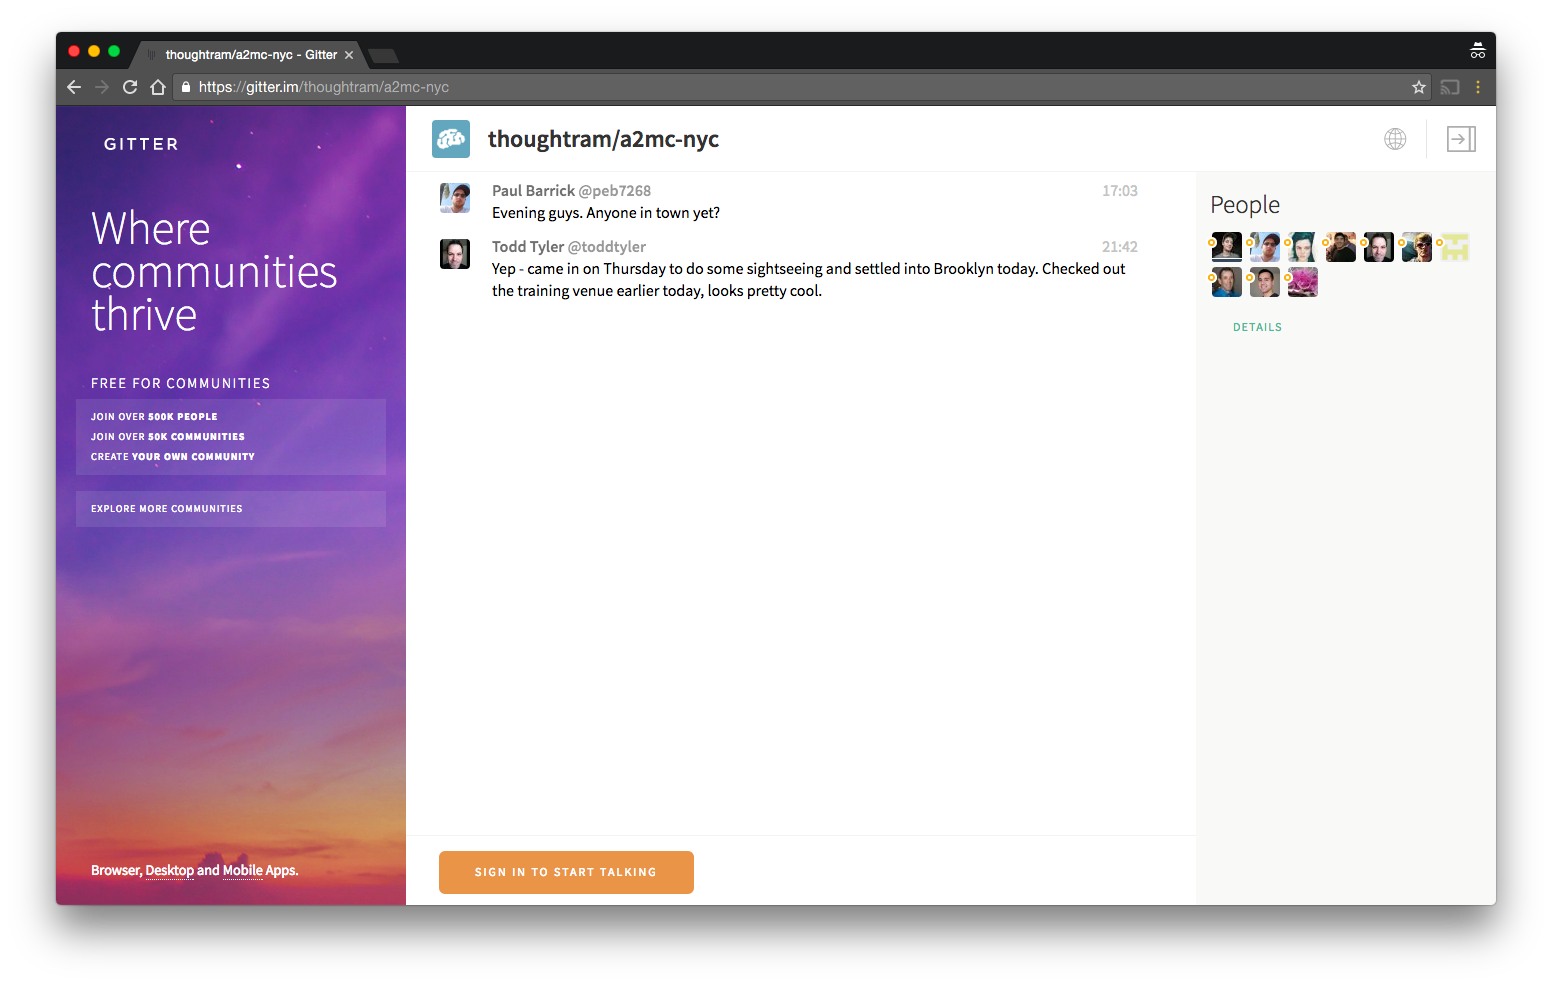 thoughtram/a2mc-nyc - Gitter
https://gitter.im/thoughtram/a2mc-nyc
GITTER
Where
communities
thrive
FREE FOR COMMUNITIES
JOIN OVER 500K PEOPLE
JOIN OVER 50K COMMUNITIES
CREATE YOUR OWN COMMUNITY
EXPLORE MORE COMMUNITIES
Browser, Desktop and Mobile Apps.
thoughtram/a2mc-nyc
Paul Barrick @peb7268 17:03
Evening guys. Anyone in town yet?
Todd Tyler @toddtyler 21:42
Yep - came in on Thursday to do some sightseeing and settled into Brooklyn today. Checked out
the training venue earlier today, looks pretty cool.
SIGN IN TO START TALKING
People
DETAILS